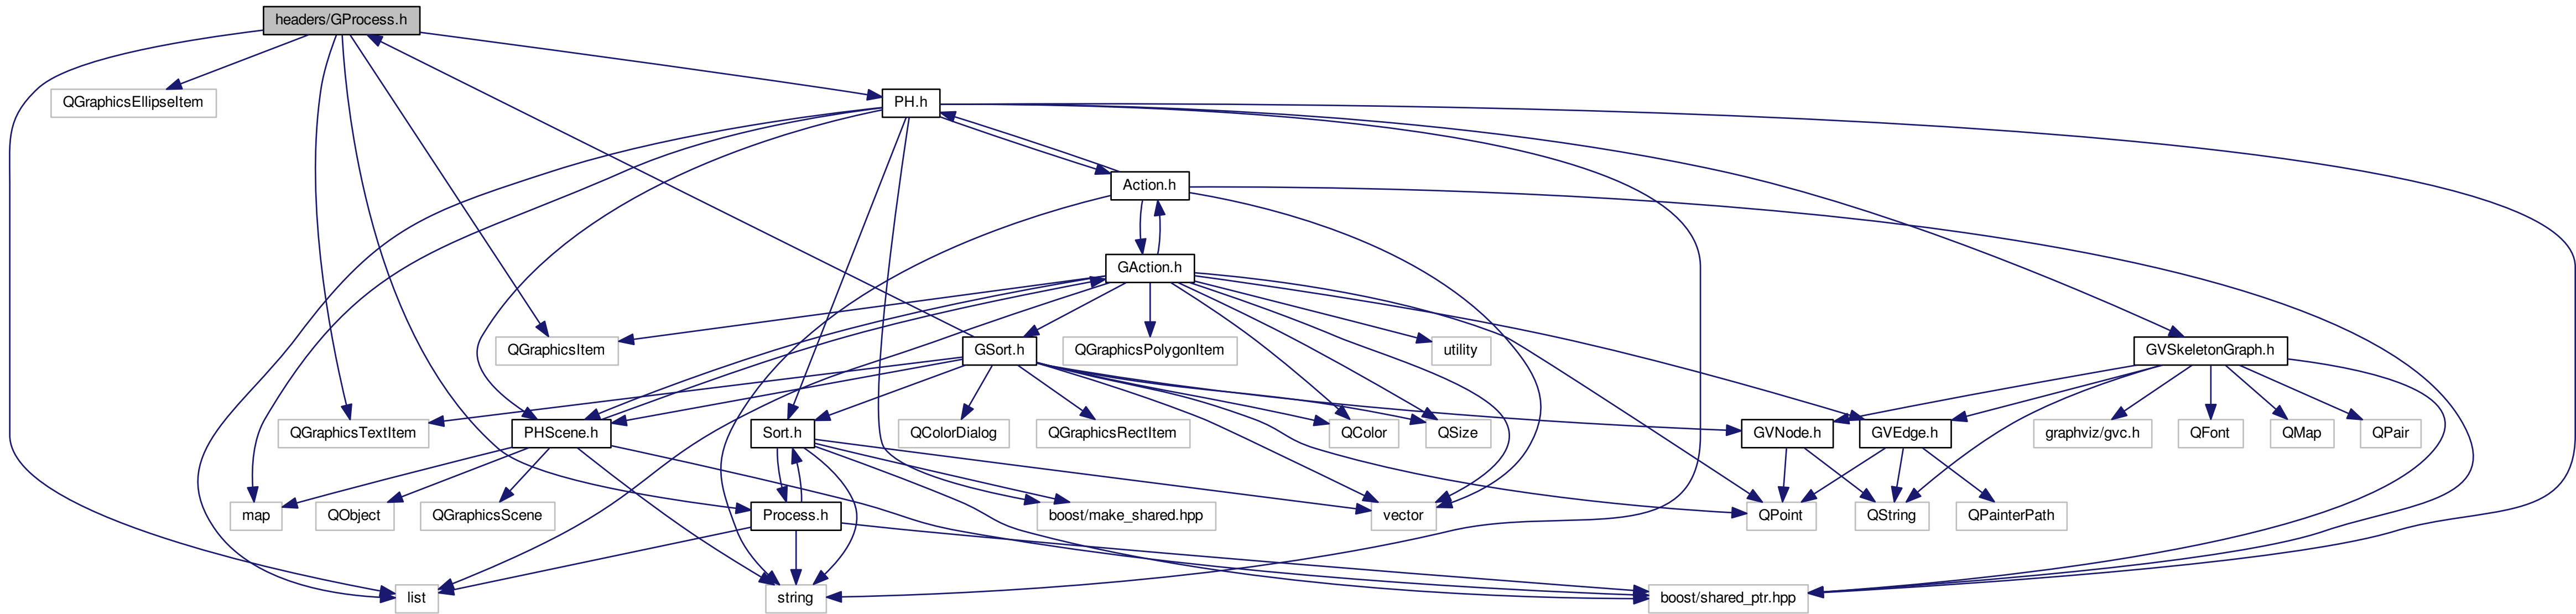 headers/GProcess.h
QGraphicsEllipseItem
PH.h
Action.h
GAction.h
QGraphicsItem
GSort.h
QGraphicsPolygonItem
utility
GVSkeletonGraph.h
QGraphicsTextItem
PHScene.h
Sort.h
QColorDialog
QGraphicsRectItem
QColor
QSize
GVNode.h
GVEdge.h
graphviz/gvc.h
QFont
QMap
QPair
map
QObject
QGraphicsScene
Process.h
boost/make_shared.hpp
vector
QPoint
QString
QPainterPath
list
string
boost/shared_ptr.hpp